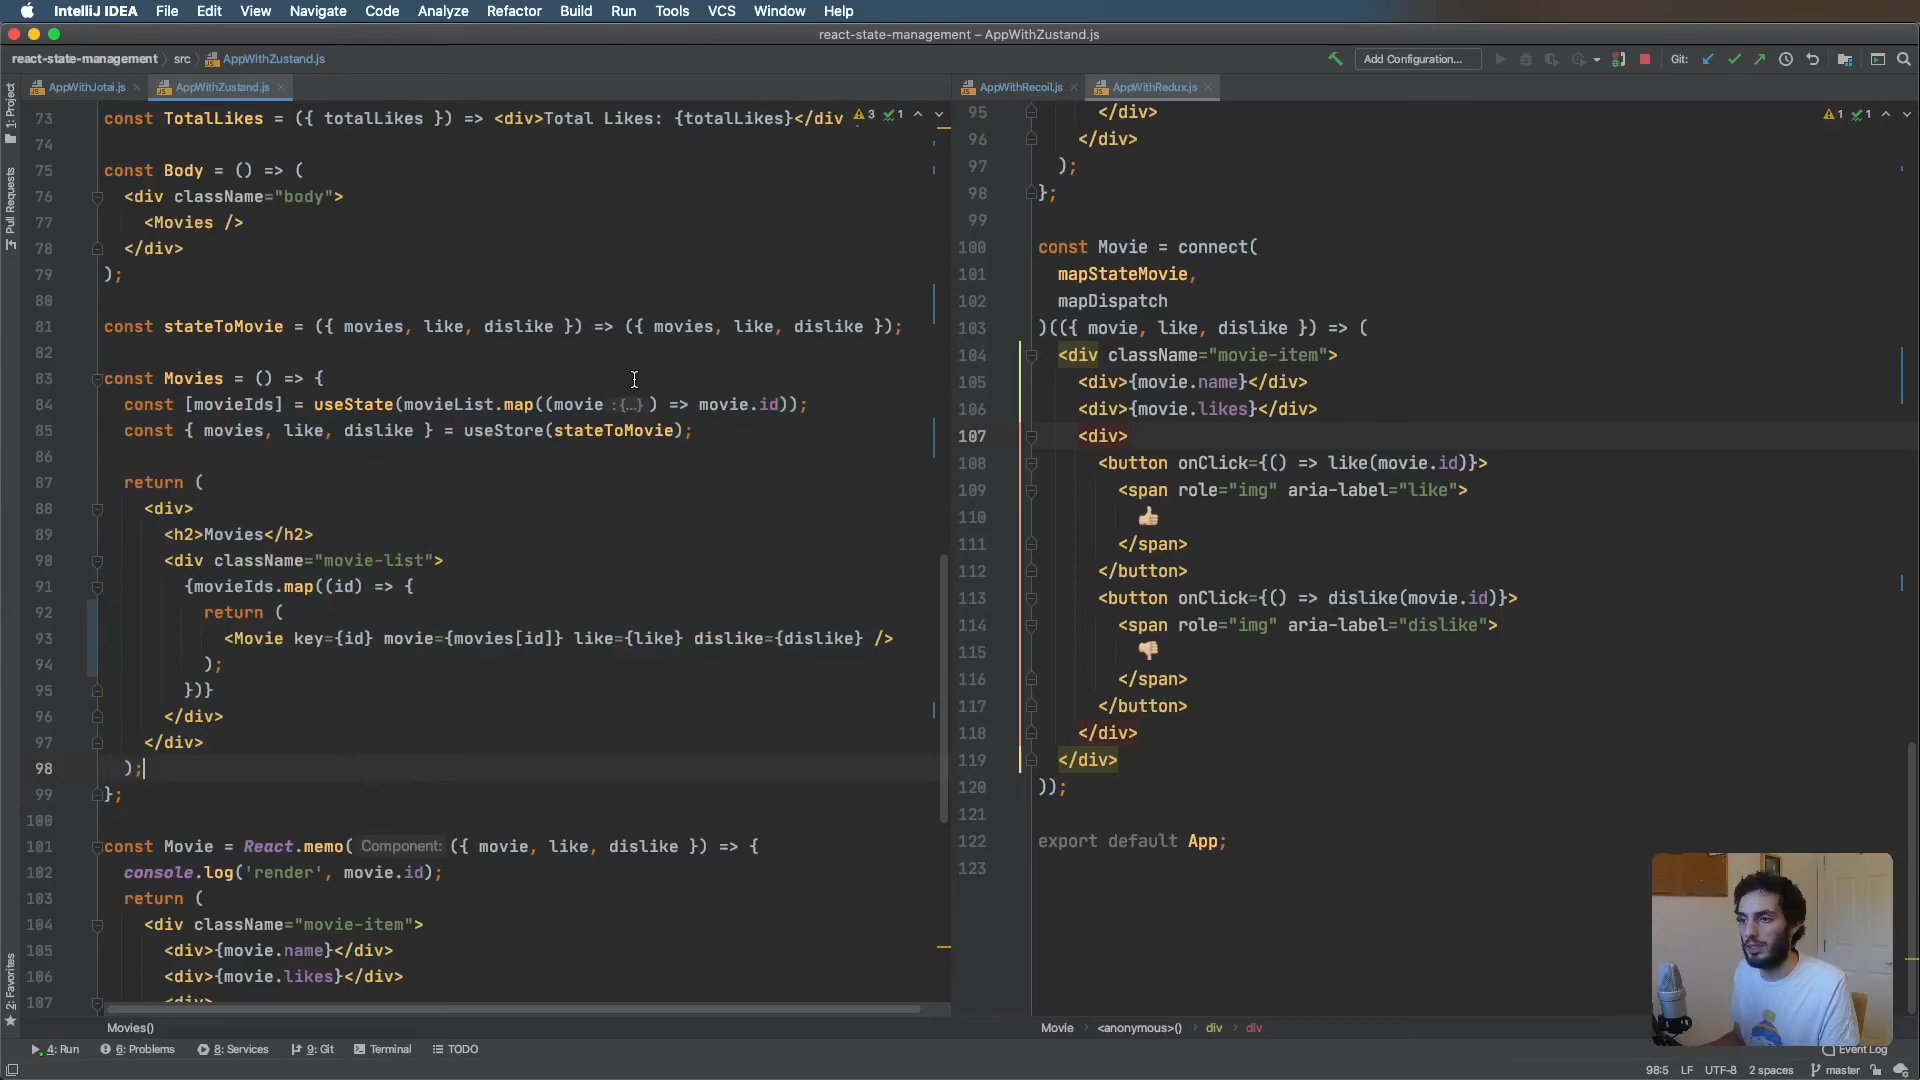 IntelliJ IDEA File Edit View Navigate Code Analyze Refactor Build Run Tools VCS Window Help
react-state-management – AppWithZustand.js
react-state-management src AppWithZustand.js
Add Configuration...
Git:
AppWithJotai.js AppWithZustand.js
AppWithRecoil.js AppWithRedux.js
1: Project
Pull Requests
2: Favorites
3 1
73 const TotalLikes = ({ totalLikes }) => <div>Total Likes: {totalLikes}</div
74
75 const Body = () => (
76 <div className="body">
77 <Movies />
78 </div>
79 );
80
81 const stateToMovie = ({ movies, like, dislike }) => ({ movies, like, dislike });
82
83 const Movies = () => {
84 const [movieIds] = useState(movieList.map((movie :{...} ) => movie.id));
85 const { movies, like, dislike } = useStore(stateToMovie);
86
87 return (
88 <div>
89 <h2>Movies</h2>
90 <div className="movie-list">
91 {movieIds.map((id) => {
92 return (
93 <Movie key={id} movie={movies[id]} like={like} dislike={dislike} />
94 );
95 })}
96 </div>
97 </div>
98 );
99 };
100
101 const Movie = React.memo( Component: ({ movie, like, dislike }) => {
102 console.log('render', movie.id);
103 return (
104 <div className="movie-item">
105 <div>{movie.name}</div>
106 <div>{movie.likes}</div>
107 <div>
Movies()
1 1
95 </div>
96 </div>
97 );
98 };
99
100 const Movie = connect(
101 mapStateMovie,
102 mapDispatch
103 )(({ movie, like, dislike }) => (
104 <div className="movie-item">
105 <div>{movie.name}</div>
106 <div>{movie.likes}</div>
107 <div>
108 <button onClick={() => like(movie.id)}>
109 <span role="img" aria-label="like">
110 👍🏼
111 </span>
112 </button>
113 <button onClick={() => dislike(movie.id)}>
114 <span role="img" aria-label="dislike">
115 👎🏼
116 </span>
117 </button>
118 </div>
119 </div>
120 ));
121
122 export default App;
123
Movie <anonymous>() div div
4: Run 6: Problems 8: Services 9: Git Terminal TODO
Event Log
98:5 LF UTF-8 2 spaces master